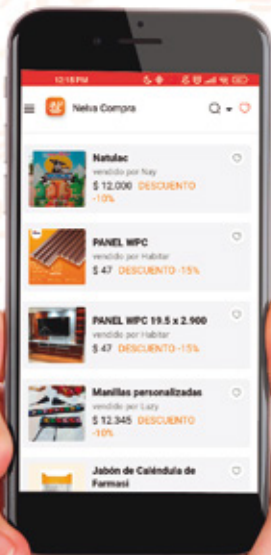 12:15 PM
Neiva Compra
Natulac
vendido por Nay
$ 12.000 DESCUENTO
-10%
PANEL WPC
vendido por Habitar
$ 47 DESCUENTO -15%
PANEL WPC 19.5 x 2.900
vendido por Habitar
$ 47 DESCUENTO -15%
Manillas personalizadas
vendido por Lazy
$ 12.345 DESCUENTO
-10%
Jabón de Caléndula de
Farmasi